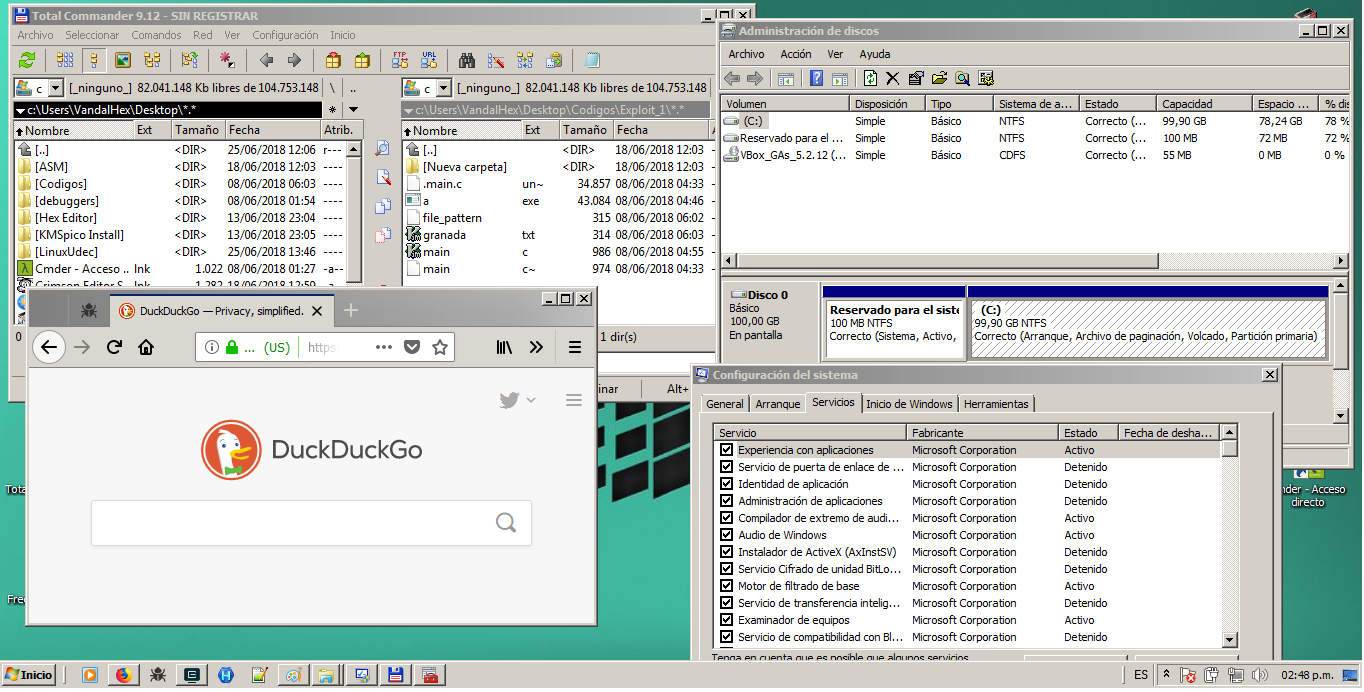 Total Commander 9.12 - SIN REGISTRAR
Archivo Seleccionar Comandos Red Ver Configuración Inicio
FTP URL
c [_ninguno_] 82.041.148 Kb libres de 104.753.148 \ ..
c [_ninguno_] 82.041.148 Kb libres de 104.753.148
c:\Users\VandalHex\Desktop\*.* * 
c:\Users\VandalHex\Desktop\Codigos\Exploit_1\*.*
Nombre Ext Tamaño Fecha Atrib.
[..] <DIR> 25/06/2018 12:06 r---
[ASM] <DIR> 18/06/2018 12:03 ----
[Codigos] <DIR> 08/06/2018 06:03 ----
[debuggers] <DIR> 08/06/2018 01:54 ----
[Hex Editor] <DIR> 13/06/2018 23:04 ----
[KMSpico Install] <DIR> 13/06/2018 23:05 ----
[LinuxUdec] <DIR> 25/06/2018 13:46 ----
Cmder - Acceso .. lnk 1.022 08/06/2018 01:27 -a--
Crimson Editor S.. lnk 1.282 18/06/2018 12:59 -a--
Nombre Ext Tamaño Fecha
[..] <DIR> 18/06/2018 12:03
[Nueva carpeta] <DIR> 18/06/2018 12:03
.main.c un~ 34.857 08/06/2018 04:33
a exe 43.084 08/06/2018 04:46
file_pattern 315 08/06/2018 06:02
granada txt 314 08/06/2018 06:03
main c 986 08/06/2018 04:55
main c~ 974 08/06/2018 04:33
0
1 dir(s)
inar Alt+
DuckDuckGo — Privacy, simplified.
... (US) https
DuckDuckGo
Administración de discos
Archivo Acción Ver Ayuda
Volumen Disposición Tipo Sistema de a... Estado Capacidad Espacio ... % dis
(C:) Simple Básico NTFS Correcto (... 99,90 GB 78,24 GB 78 %
Reservado para el ... Simple Básico NTFS Correcto (... 100 MB 72 MB 72 %
VBox_GAs_5.2.12 (... Simple Básico CDFS Correcto (... 55 MB 0 MB 0 %
Disco 0
Básico
100,00 GB
En pantalla
Reservado para el siste
100 MB NTFS
Correcto (Sistema, Activo,
(C:)
99,90 GB NTFS
Correcto (Arranque, Archivo de paginación, Volcado, Partición primaria)
Configuración del sistema
General Arranque Servicios Inicio de Windows Herramientas
Servicio Fabricante Estado Fecha de desha...
Experiencia con aplicaciones Microsoft Corporation Activo
Servicio de puerta de enlace de ... Microsoft Corporation Detenido
Identidad de aplicación Microsoft Corporation Detenido
Administración de aplicaciones Microsoft Corporation Detenido
Compilador de extremo de audi... Microsoft Corporation Activo
Audio de Windows Microsoft Corporation Activo
Instalador de ActiveX (AxInstSV) Microsoft Corporation Detenido
Servicio Cifrado de unidad BitLo... Microsoft Corporation Detenido
Motor de filtrado de base Microsoft Corporation Activo
Servicio de transferencia intelig... Microsoft Corporation Detenido
Examinador de equipos Microsoft Corporation Activo
Servicio de compatibilidad con Bl... Microsoft Corporation Detenido
Tenga en cuenta que es posible que algunos servicios
Tota
Fre
nder - Acceso
directo
Inicio
ES 02:48 p.m.